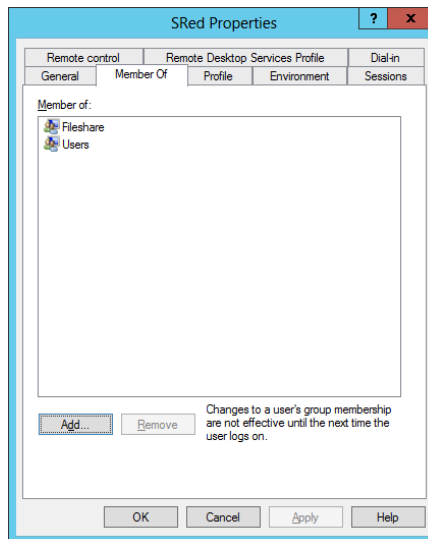 SRed Properties
? x
Remote control Remote Desktop Services Profile Dial-in
General Member Of Profile Environment Sessions
Member of:
Fileshare
Users
Add... Remove
Changes to a user's group membership
are not effective until the next time the
user logs on.
OK Cancel Apply Help